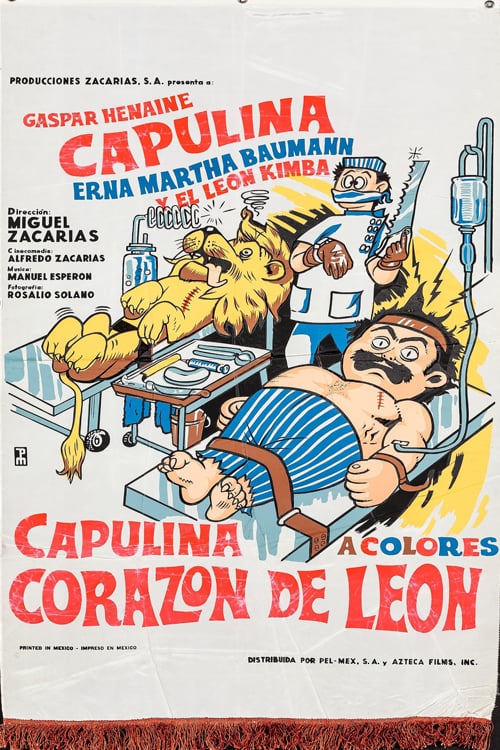 PRODUCCIONES ZACARIAS, S.A. presenta a:
GASPAR HENAINE
CAPULINA
ERNA MARTHA BAUMANN
Y EL LEON KIMBA
Dirección:
MIGUEL
ZACARIAS
Cinecomedia:
ALFREDO ZACARIAS
Musica:
MANUEL ESPERON
Fotografía:
ROSALIO SOLANO
CAPULINA
A COLORES
CORAZON DE LEON
PRINTED IN MEXICO - IMPRESO EN MEXICO
DISTRIBUIDA POR PEL-MEX, S.A. y AZTECA FILMS, INC.